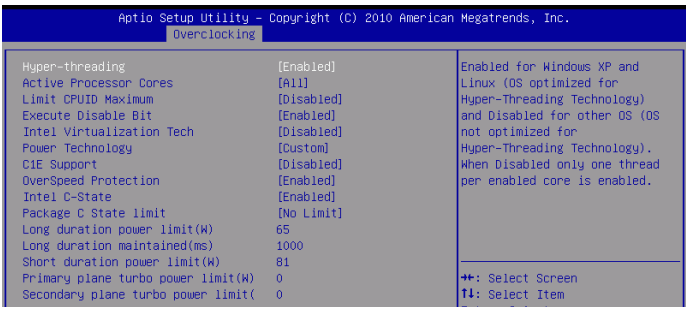 Aptio Setup Utility – Copyright (C) 2010 American Megatrends, Inc.
Overclocking
Hyper-threading [Enabled]
Active Processor Cores [All]
Limit CPUID Maximum [Disabled]
Execute Disable Bit [Enabled]
Intel Virtualization Tech [Disabled]
Power Technology [Custom]
C1E Support [Disabled]
OverSpeed Protection [Enabled]
Intel C-State [Enabled]
Package C State limit [No Limit]
Long duration power limit(W) 65
Long duration maintained(ms) 1000
Short duration power limit(W) 81
Primary plane turbo power limit(W) 0
Secondary plane turbo power limit( 0
Enabled for Windows XP and
Linux (OS optimized for
Hyper-Threading Technology)
and Disabled for other OS (OS
not optimized for
Hyper-Threading Technology).
When Disabled only one thread
per enabled core is enabled.
→←: Select Screen
↑↓: Select Item